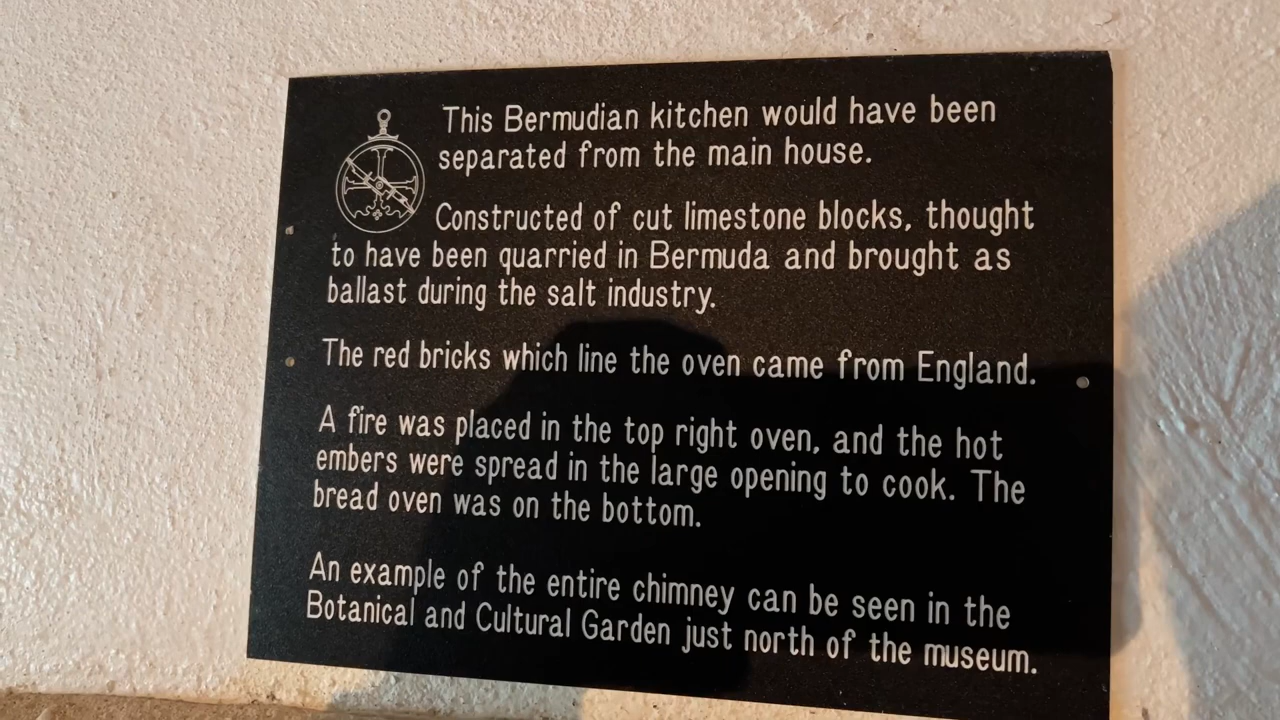 This Bermudian kitchen would have been
separated from the main house.
Constructed of cut limestone blocks, thought
to have been quarried in Bermuda and brought as
ballast during the salt industry.
The red bricks which line the oven came from England.
A fire was placed in the top right oven, and the hot
embers were spread in the large opening to cook. The
bread oven was on the bottom.
An example of the entire chimney can be seen in the
Botanical and Cultural Garden just north of the museum.